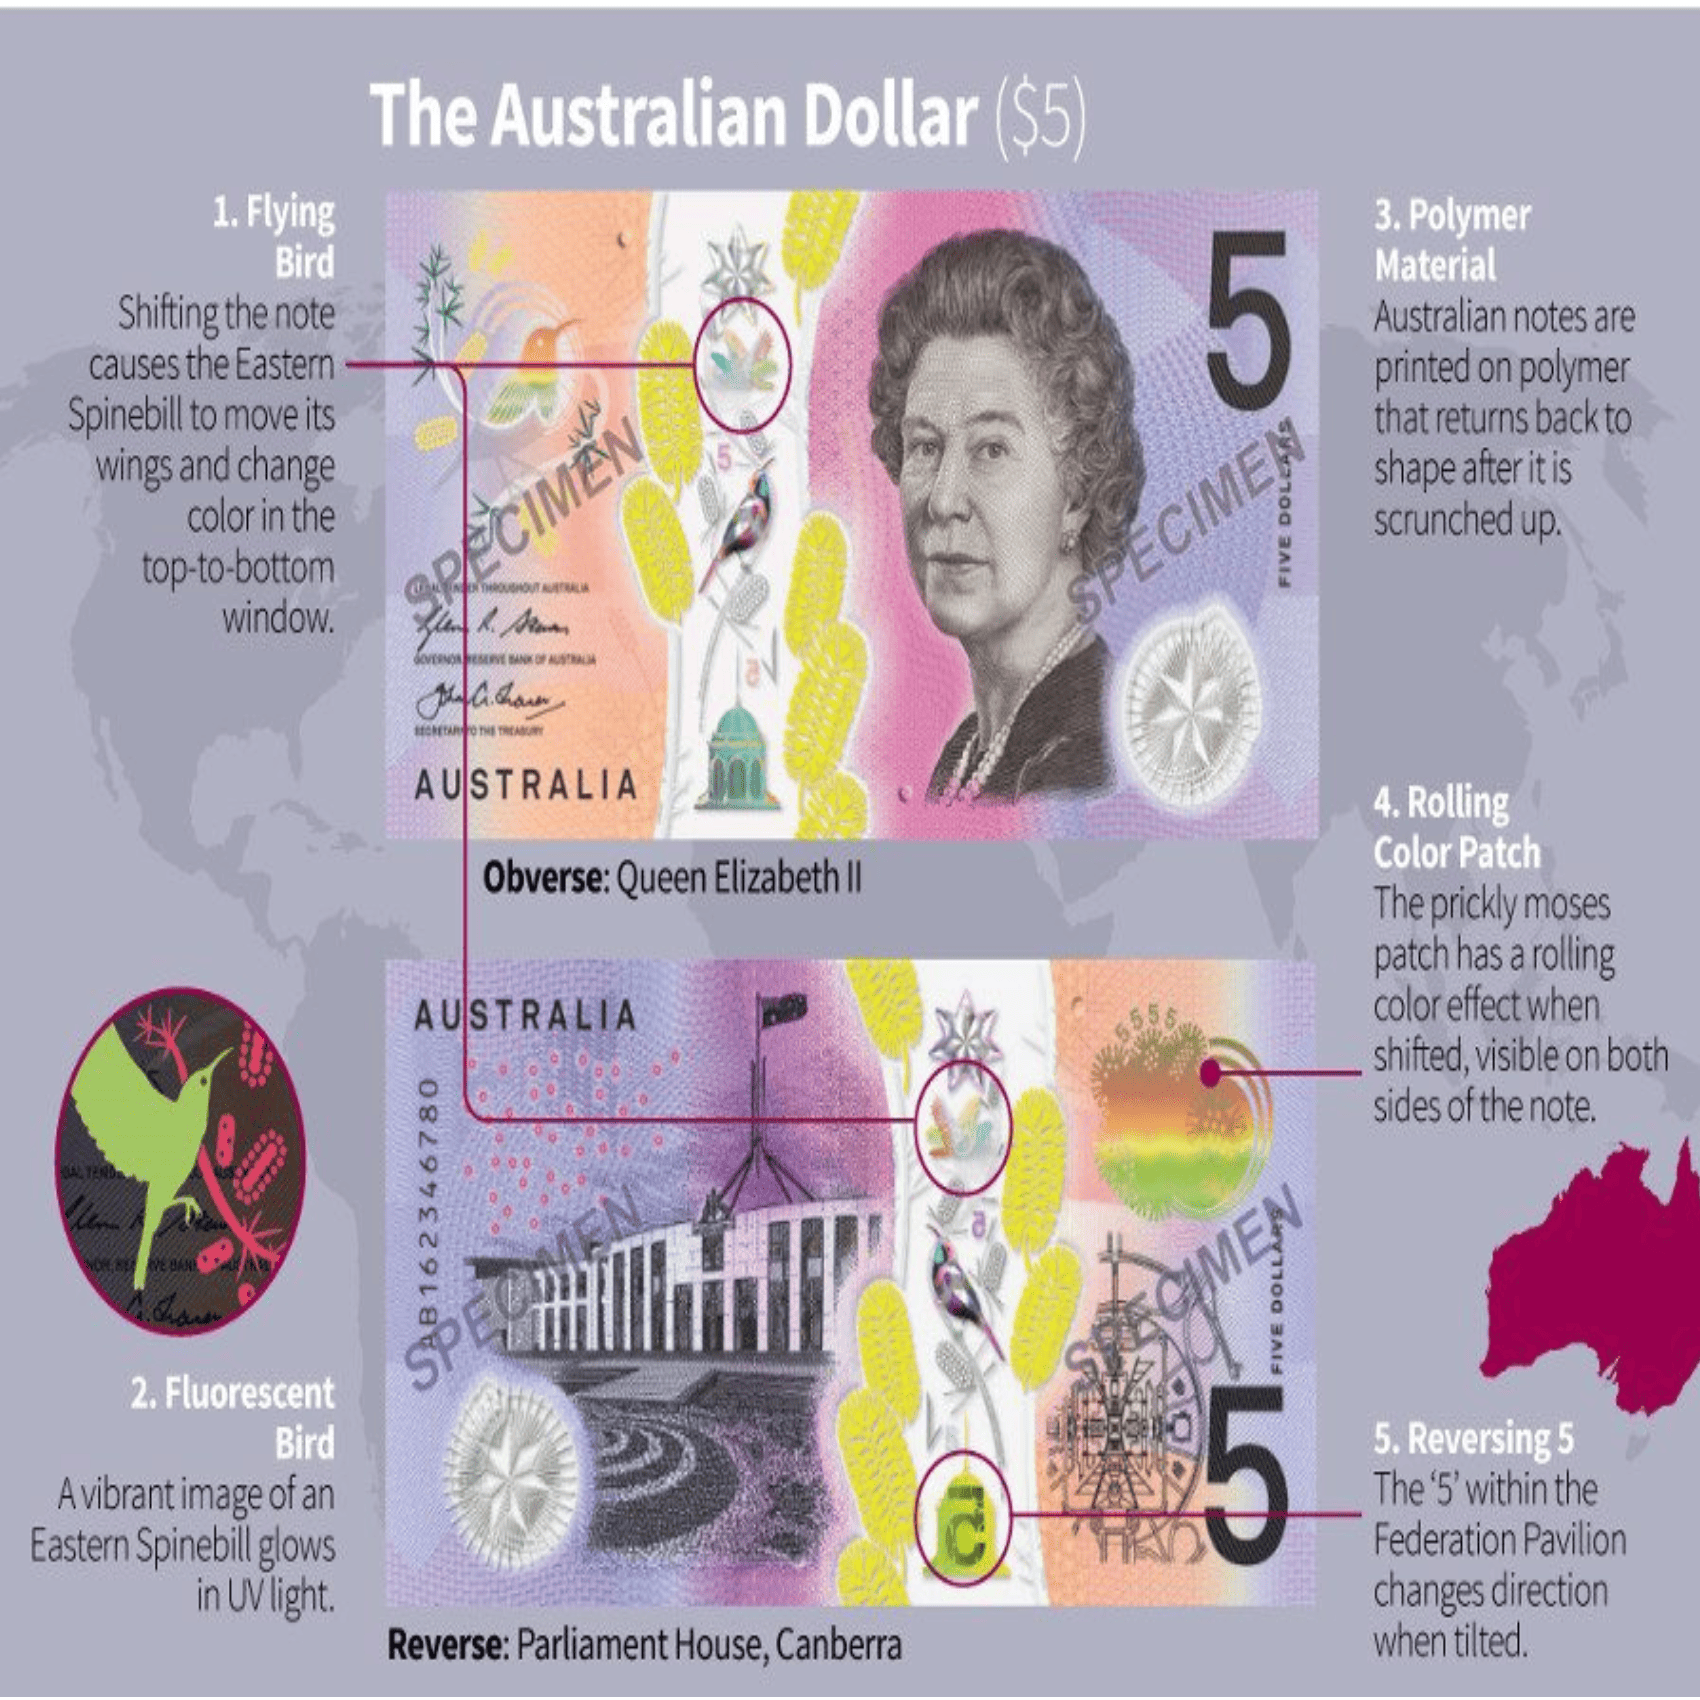 The Australian Dollar ($5)
1. Flying
Bird
Shifting the note
causes the Eastern
Spinebill to move its
wings and change
color in the
top-to-bottom
window.
3. Polymer
Material
Australian notes are
printed on polymer
that returns back to
shape after it is
scrunched up.
5
SPECIMEN
SPECIMEN
FIVE DOLLARS
5
5
LEGAL TENDER THROUGHOUT AUSTRALIA
GOVERNOR RESERVE BANK OF AUSTRALIA
SECRETARY TO THE TREASURY
AUSTRALIA
Obverse: Queen Elizabeth II
4. Rolling
Color Patch
The prickly moses
patch has a rolling
color effect when
shifted, visible on both
sides of the note.
AUSTRALIA
5555
AB162346780
5
SPECIMEN
SPECIMEN
FIVE DOLLARS
5
5
2. Fluorescent
Bird
A vibrant image of an
Eastern Spinebill glows
in UV light.
5. Reversing 5
The ‘5’ within the
Federation Pavilion
changes direction
when tilted.
Reverse: Parliament House, Canberra